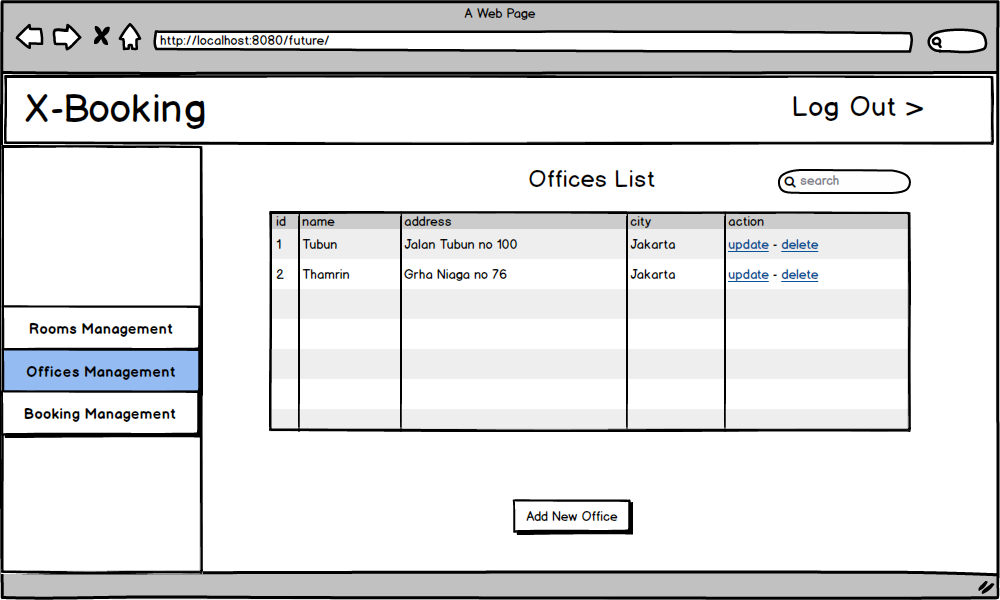 A Web Page
http://localhost:8080/future/
X-Booking
Log Out >
Offices List
search
id name address city action
1 Tubun Jalan Tubun no 100 Jakarta update - delete
2 Thamrin Grha Niaga no 76 Jakarta update - delete
Rooms Management
Offices Management
Booking Management
Add New Office